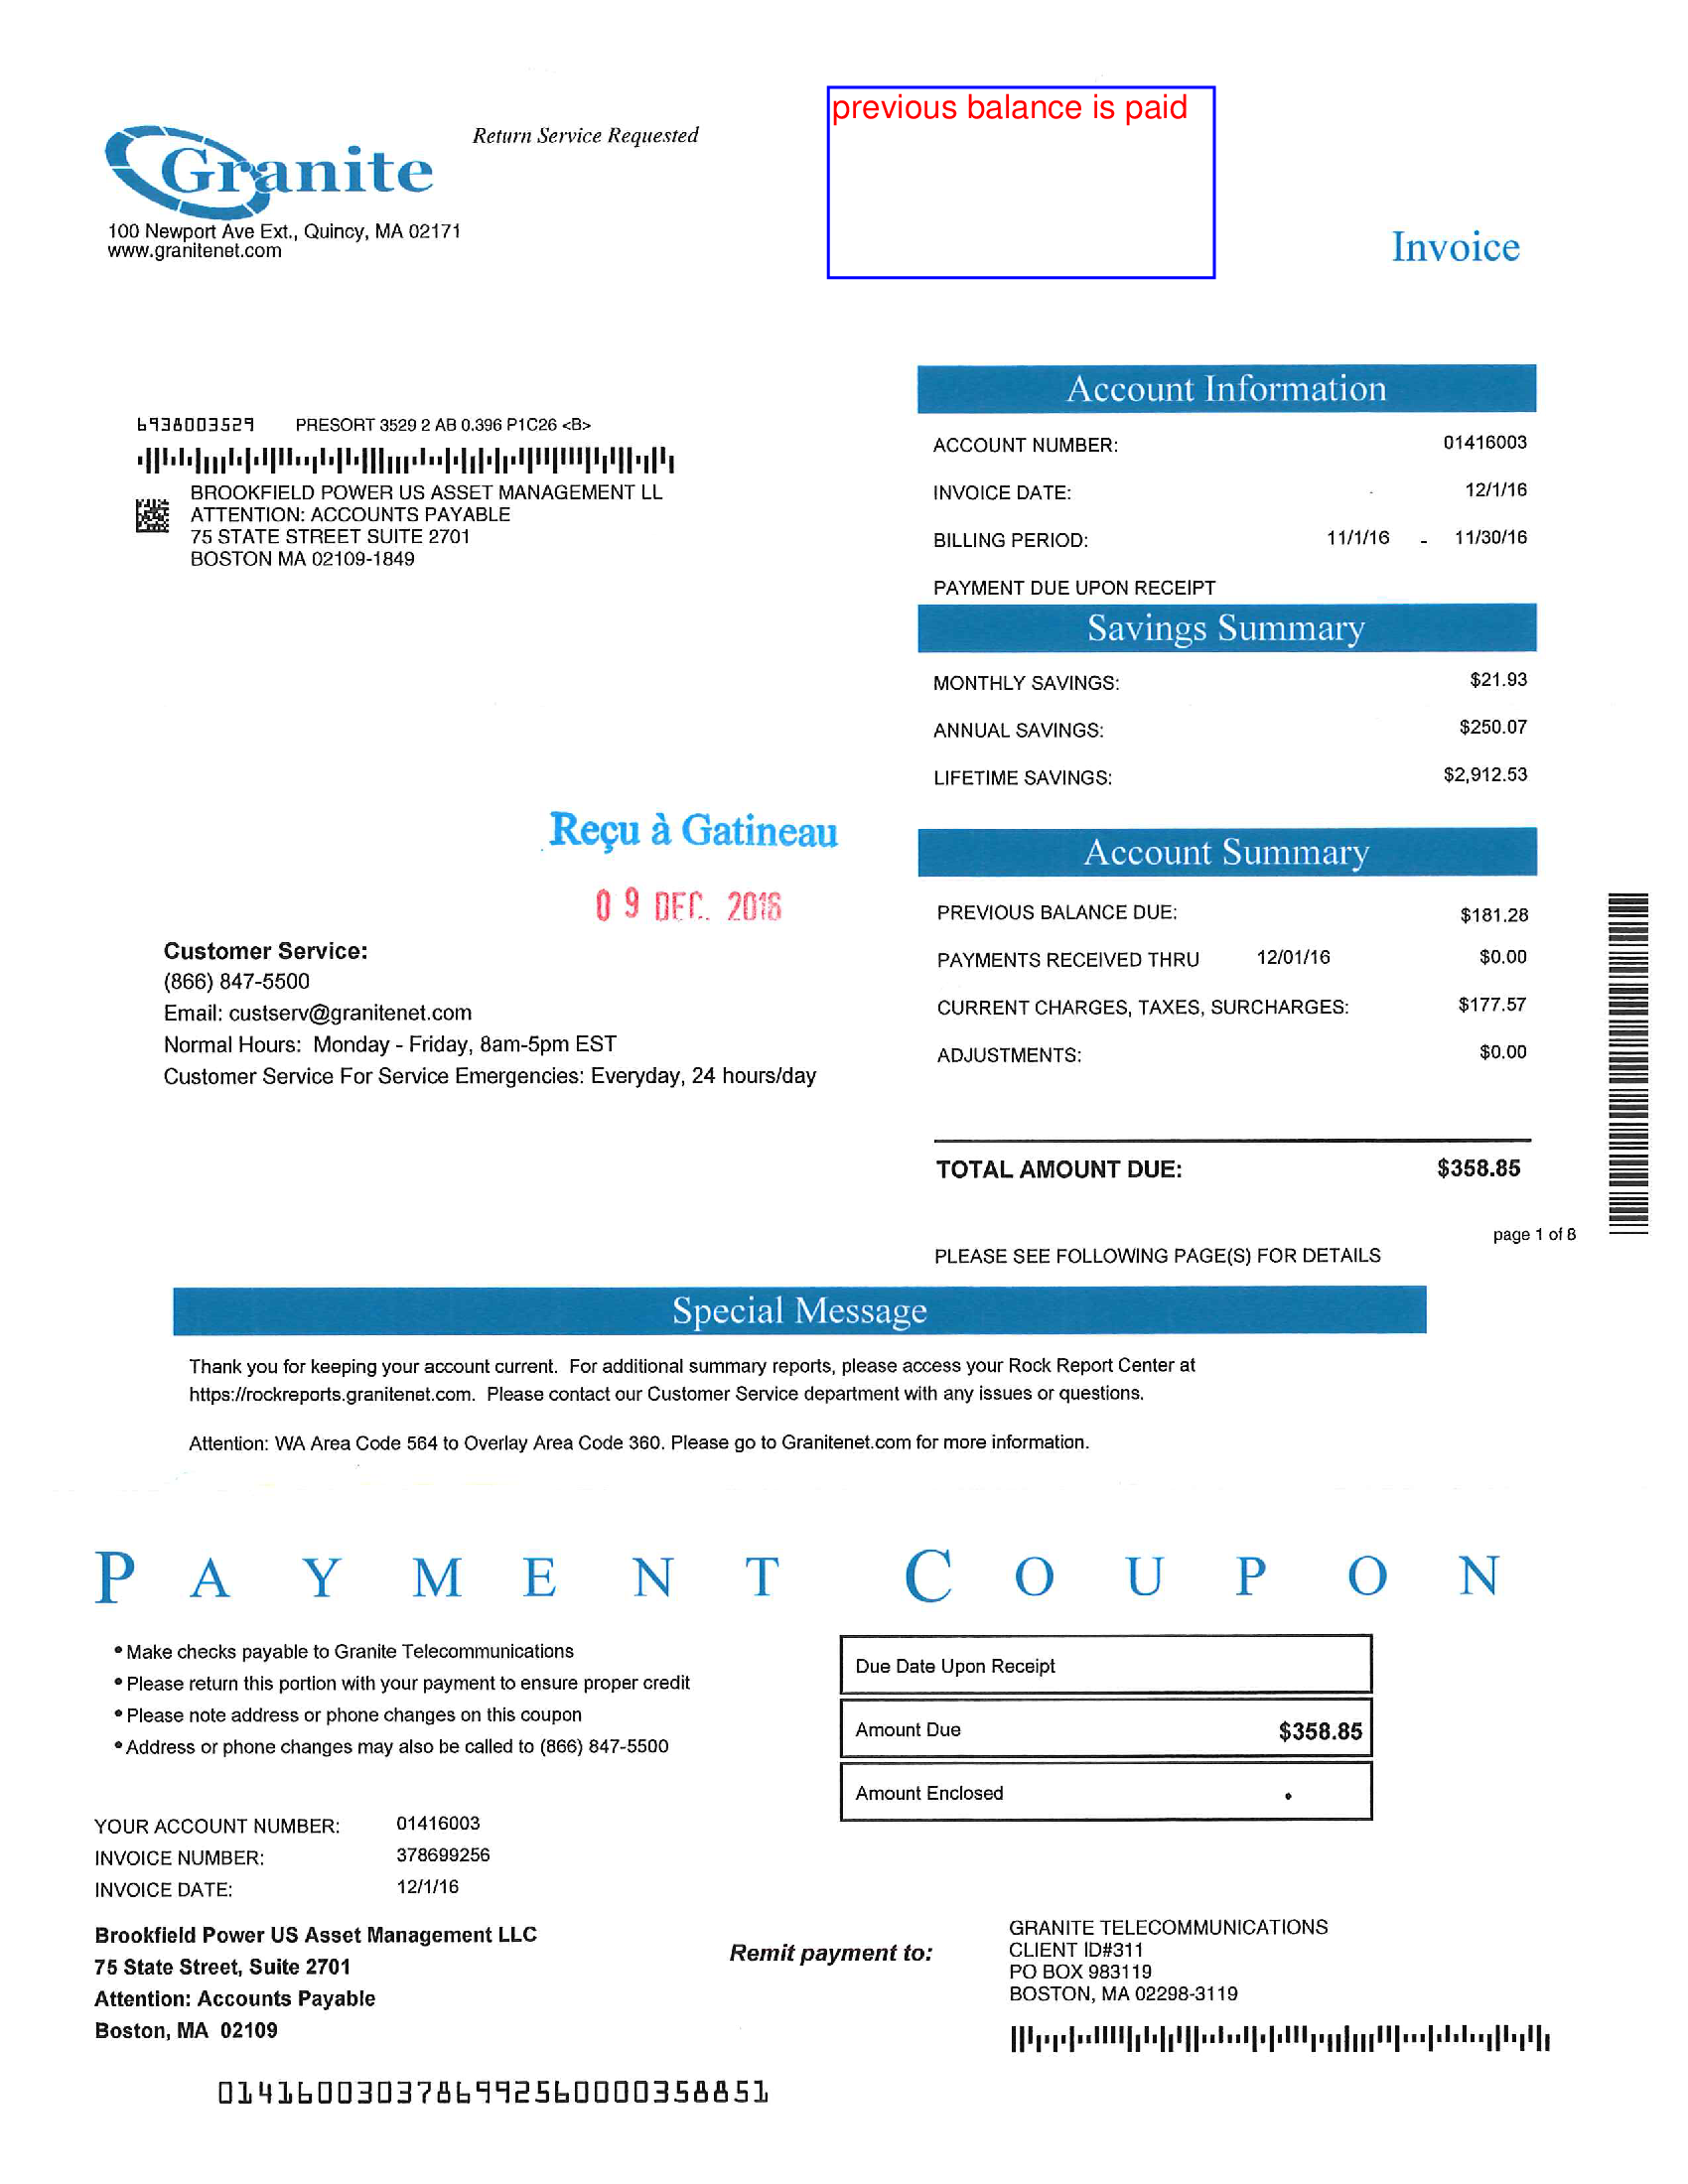 previous balance is paid
Granite
Return Service Requested
100 Newport Ave Ext., Quincy, MA 02171
www.granitenet.com
Invoice
6938003529 PRESORT 3529 2 AB 0.396 P1C26 <B>
BROOKFIELD POWER US ASSET MANAGEMENT LL
ATTENTION: ACCOUNTS PAYABLE
75 STATE STREET SUITE 2701
BOSTON MA 02109-1849
Account Information
ACCOUNT NUMBER: 01416003
INVOICE DATE: 12/1/16
BILLING PERIOD: 11/1/16 - 11/30/16
PAYMENT DUE UPON RECEIPT
Savings Summary
MONTHLY SAVINGS: $21.93
ANNUAL SAVINGS: $250.07
LIFETIME SAVINGS: $2,912.53
Reçu à Gatineau
09 DEC. 2016
Customer Service:
(866) 847-5500
Email: custserv@granitenet.com
Normal Hours: Monday - Friday, 8am-5pm EST
Customer Service For Service Emergencies: Everyday, 24 hours/day
Account Summary
PREVIOUS BALANCE DUE: $181.28
PAYMENTS RECEIVED THRU 12/01/16 $0.00
CURRENT CHARGES, TAXES, SURCHARGES: $177.57
ADJUSTMENTS: $0.00
TOTAL AMOUNT DUE: $358.85
page 1 of 8
PLEASE SEE FOLLOWING PAGE(S) FOR DETAILS
Special Message
Thank you for keeping your account current. For additional summary reports, please access your Rock Report Center at
https://rockreports.granitenet.com. Please contact our Customer Service department with any issues or questions.
Attention: WA Area Code 564 to Overlay Area Code 360. Please go to Granitenet.com for more information.
PAYMENT COUPON
• Make checks payable to Granite Telecommunications
• Please return this portion with your payment to ensure proper credit
• Please note address or phone changes on this coupon
• Address or phone changes may also be called to (866) 847-5500
Due Date Upon Receipt
Amount Due $358.85
Amount Enclosed .
YOUR ACCOUNT NUMBER: 01416003
INVOICE NUMBER: 378699256
INVOICE DATE: 12/1/16
Brookfield Power US Asset Management LLC
75 State Street, Suite 2701
Attention: Accounts Payable
Boston, MA 02109
Remit payment to:
GRANITE TELECOMMUNICATIONS
CLIENT ID#311
PO BOX 983119
BOSTON, MA 02298-3119
0141600303786992560000358851